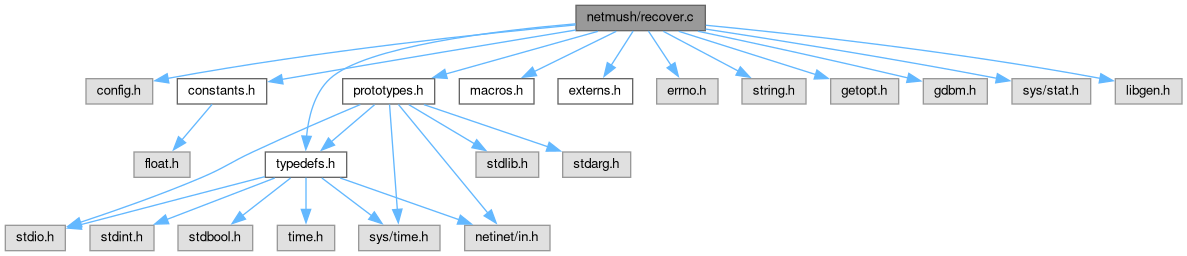 netmush/recover.c
config.h
constants.h
prototypes.h
macros.h
externs.h
errno.h
string.h
getopt.h
gdbm.h
sys/stat.h
libgen.h
float.h
typedefs.h
stdlib.h
stdarg.h
stdio.h
stdint.h
stdbool.h
time.h
sys/time.h
netinet/in.h